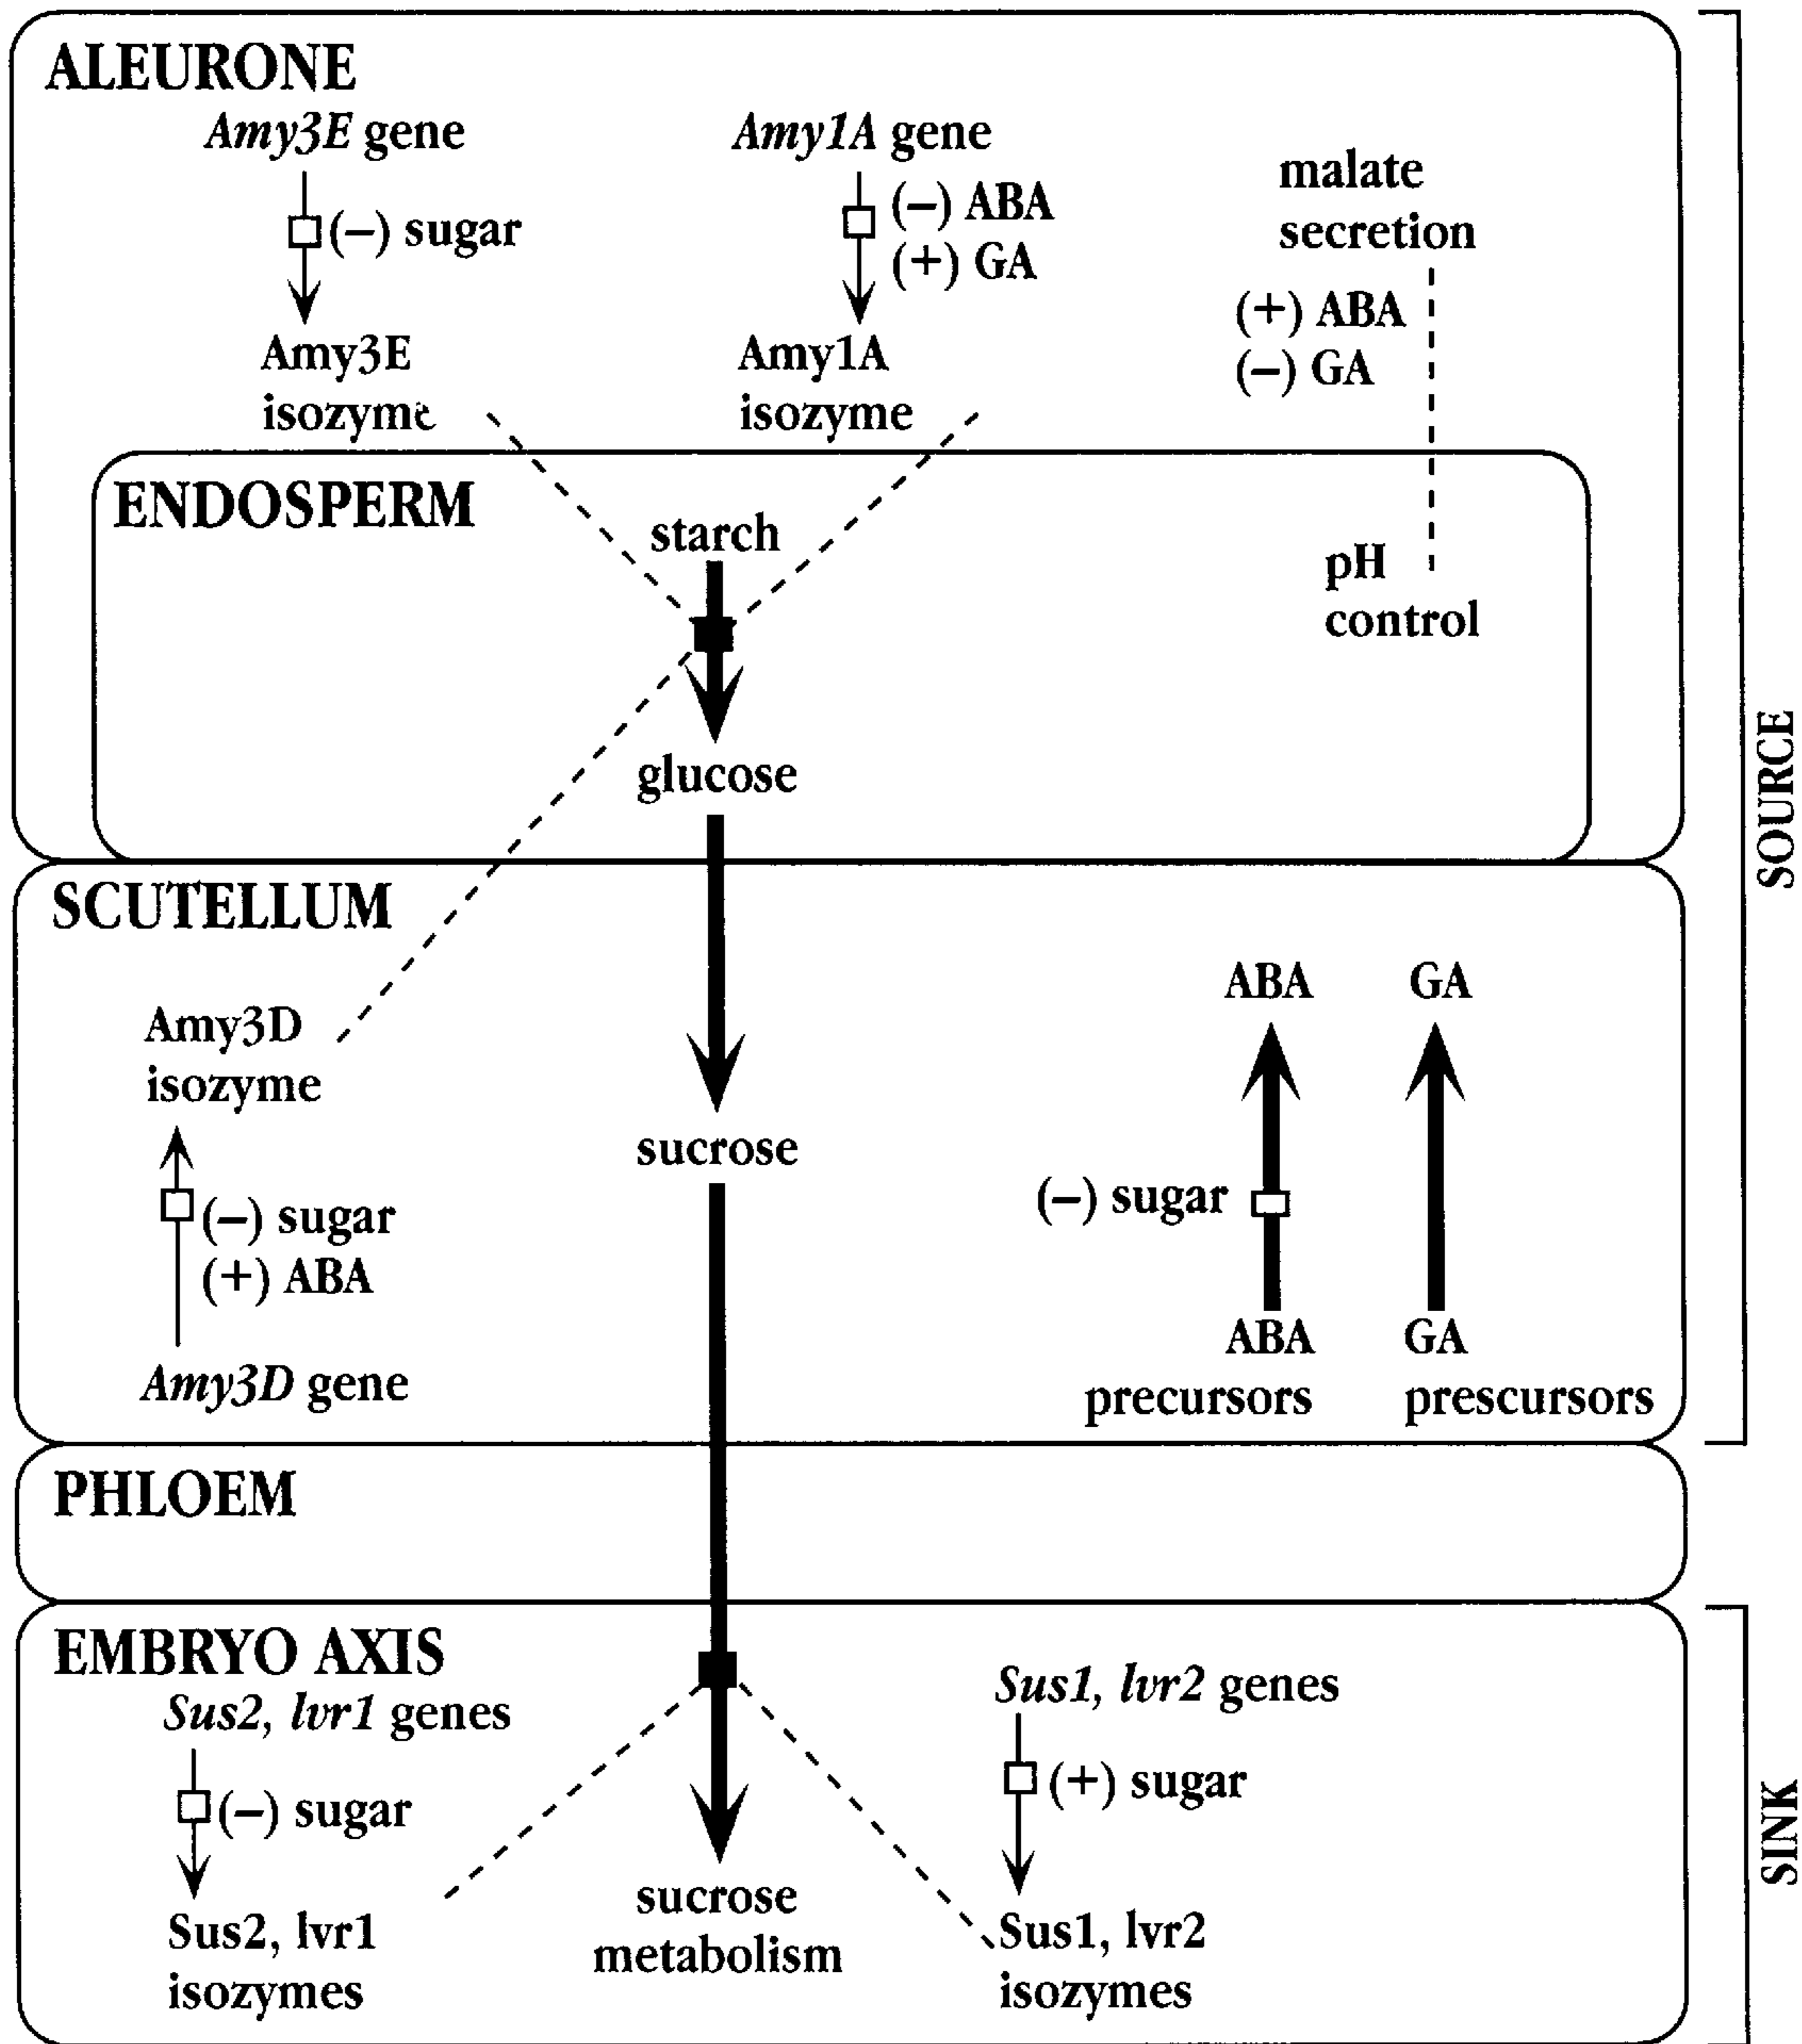 ALEURONE
Amy3E gene
(–) sugar
Amy3E
isozyme
Amy1A gene
(–) ABA
(+) GA
Amy1A
isozyme
malate
secretion
(+) ABA
(–) GA
ENDOSPERM
starch
glucose
pH
control
SOURCE
SCUTELLUM
Amy3D
isozyme
(–) sugar
(+) ABA
Amy3D gene
sucrose
ABA
GA
(–) sugar
ABA
precursors
GA
prescursors
PHLOEM
EMBRYO AXIS
Sus2, lvr1 genes
(–) sugar
Sus2, lvr1
isozymes
sucrose
metabolism
Sus1, lvr2 genes
(+) sugar
Sus1, lvr2
isozymes
SINK